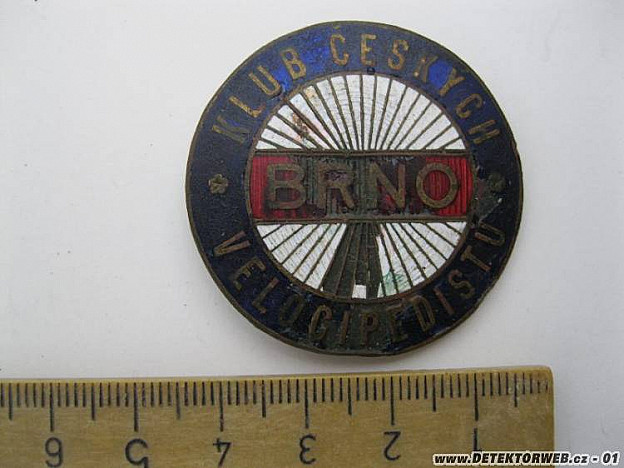 KLUB ČESKÝCH
BRNO
VELOCIPEDISTŮ
6 5 4 3 2 1
www.DETEKTORWEB.cz - 01